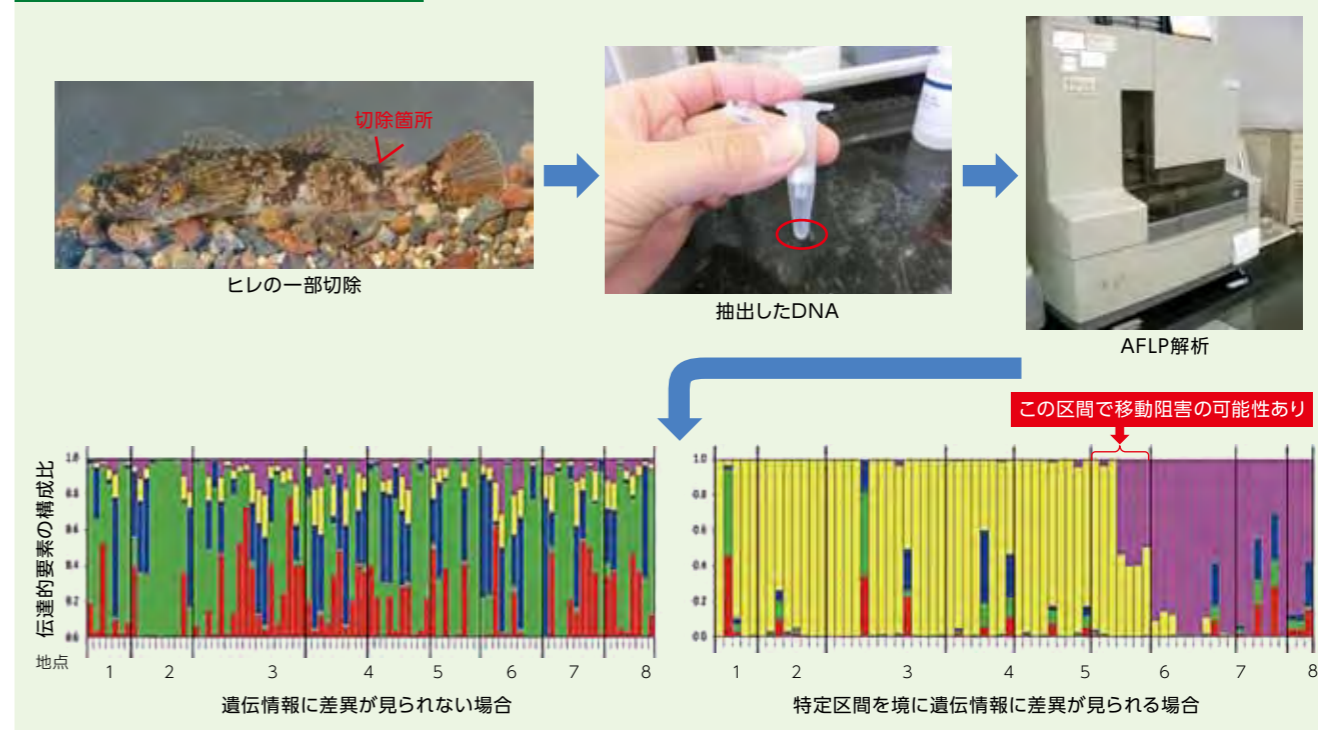 切除箇所
ヒレの一部切除
抽出したDNA
AFLP解析
この区間で移動阻害の可能性あり
伝達的要素の構成比
1.0
0.8
0.6
0.4
0.2
0.0
地点
1 2 3 4 5 6 7 8
遺伝情報に差異が見られない場合
1.0
0.8
0.6
0.4
0.2
0.0
1 2 3 4 5 6 7 8
特定区間を境に遺伝情報に差異が見られる場合